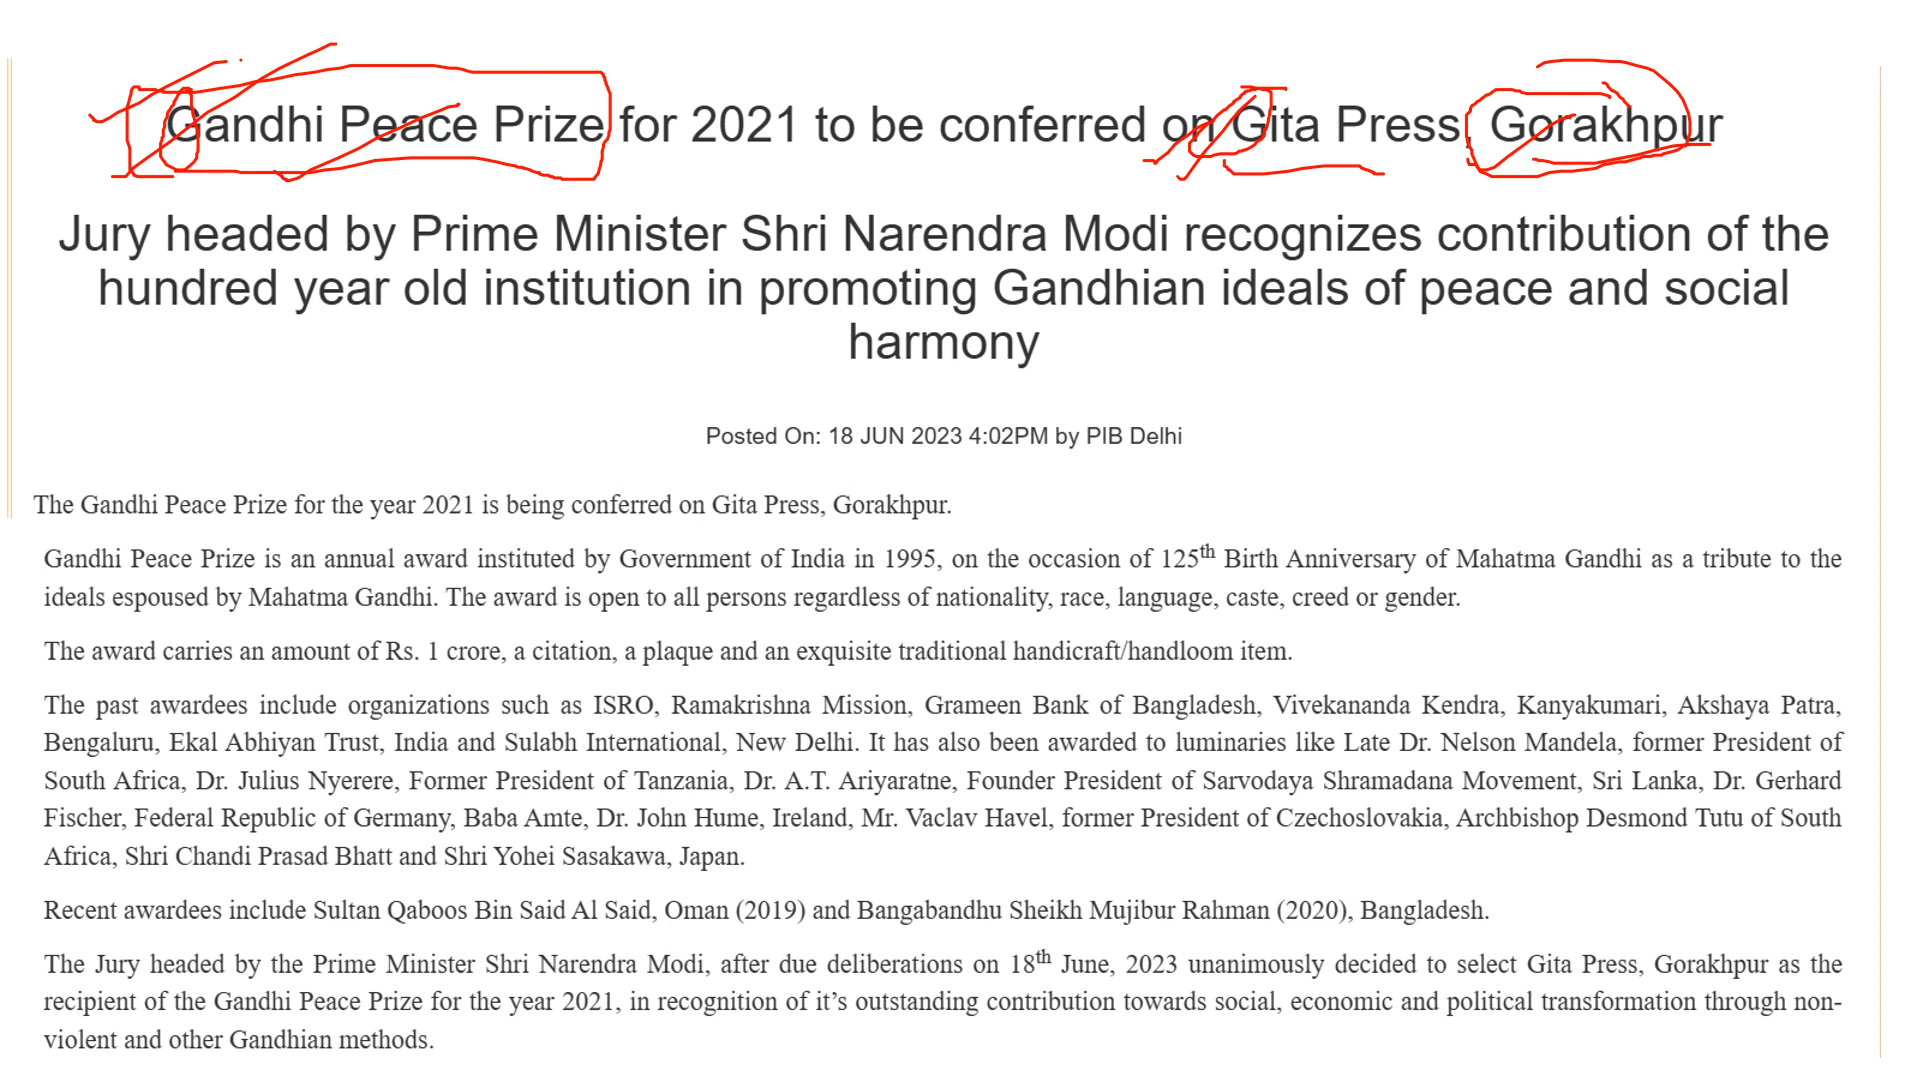 Gandhi Peace Prize for 2021 to be conferred on Gita Press, Gorakhpur
Jury headed by Prime Minister Shri Narendra Modi recognizes contribution of the
hundred year old institution in promoting Gandhian ideals of peace and social
harmony
Posted On: 18 JUN 2023 4:02PM by PIB Delhi
The Gandhi Peace Prize for the year 2021 is being conferred on Gita Press, Gorakhpur.
Gandhi Peace Prize is an annual award instituted by Government of India in 1995, on the occasion of 125th Birth Anniversary of Mahatma Gandhi as a tribute to the
ideals espoused by Mahatma Gandhi. The award is open to all persons regardless of nationality, race, language, caste, creed or gender.
The award carries an amount of Rs. 1 crore, a citation, a plaque and an exquisite traditional handicraft/handloom item.
The past awardees include organizations such as ISRO, Ramakrishna Mission, Grameen Bank of Bangladesh, Vivekananda Kendra, Kanyakumari, Akshaya Patra,
Bengaluru, Ekal Abhiyan Trust, India and Sulabh International, New Delhi. It has also been awarded to luminaries like Late Dr. Nelson Mandela, former President of
South Africa, Dr. Julius Nyerere, Former President of Tanzania, Dr. A.T. Ariyaratne, Founder President of Sarvodaya Shramadana Movement, Sri Lanka, Dr. Gerhard
Fischer, Federal Republic of Germany, Baba Amte, Dr. John Hume, Ireland, Mr. Vaclav Havel, former President of Czechoslovakia, Archbishop Desmond Tutu of South
Africa, Shri Chandi Prasad Bhatt and Shri Yohei Sasakawa, Japan.
Recent awardees include Sultan Qaboos Bin Said Al Said, Oman (2019) and Bangabandhu Sheikh Mujibur Rahman (2020), Bangladesh.
The Jury headed by the Prime Minister Shri Narendra Modi, after due deliberations on 18th June, 2023 unanimously decided to select Gita Press, Gorakhpur as the
recipient of the Gandhi Peace Prize for the year 2021, in recognition of it’s outstanding contribution towards social, economic and political transformation through non-
violent and other Gandhian methods.